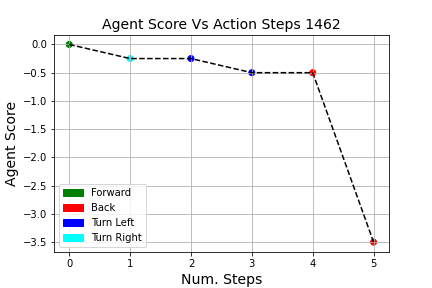 Agent Score Vs Action Steps 1462
Agent Score
0.0
−0.5
−1.0
−1.5
−2.0
−2.5
−3.0
−3.5
Forward
Back
Turn Left
Turn Right
0 1 2 3 4 5
Num. Steps